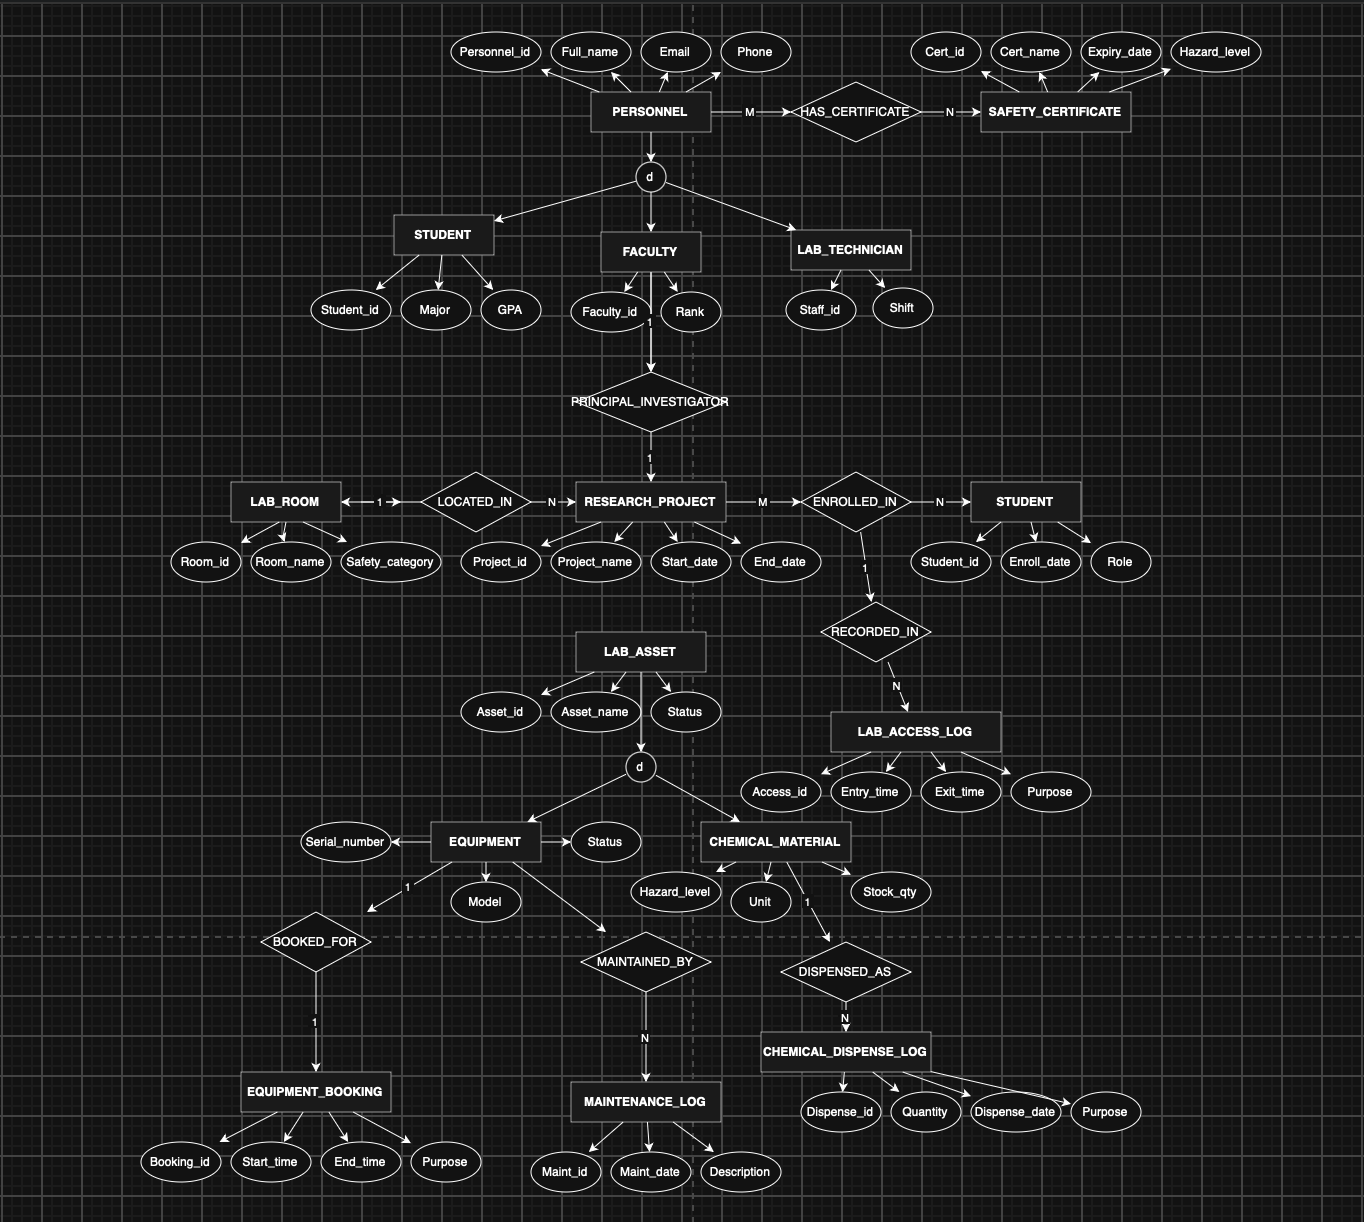 Personnel_id
Full_name
Email
Phone
Cert_id
Cert_name
Expiry_date
Hazard_level
PERSONNEL
M
HAS_CERTIFICATE
N
SAFETY_CERTIFICATE
d
STUDENT
FACULTY
LAB_TECHNICIAN
Student_id
Major
GPA
Faculty_id
Rank
Staff_id
Shift
1
PRINCIPAL_INVESTIGATOR
1
LAB_ROOM
1
LOCATED_IN
N
RESEARCH_PROJECT
M
ENROLLED_IN
N
STUDENT
Room_id
Room_name
Safety_category
Project_id
Project_name
Start_date
End_date
1
Student_id
Enroll_date
Role
RECORDED_IN
LAB_ASSET
N
Asset_id
Asset_name
Status
LAB_ACCESS_LOG
d
Access_id
Entry_time
Exit_time
Purpose
Serial_number
EQUIPMENT
Status
CHEMICAL_MATERIAL
1
Model
Hazard_level
Unit
1
Stock_qty
BOOKED_FOR
MAINTAINED_BY
DISPENSED_AS
1
N
N
CHEMICAL_DISPENSE_LOG
EQUIPMENT_BOOKING
MAINTENANCE_LOG
Dispense_id
Quantity
Dispense_date
Purpose
Booking_id
Start_time
End_time
Purpose
Maint_id
Maint_date
Description